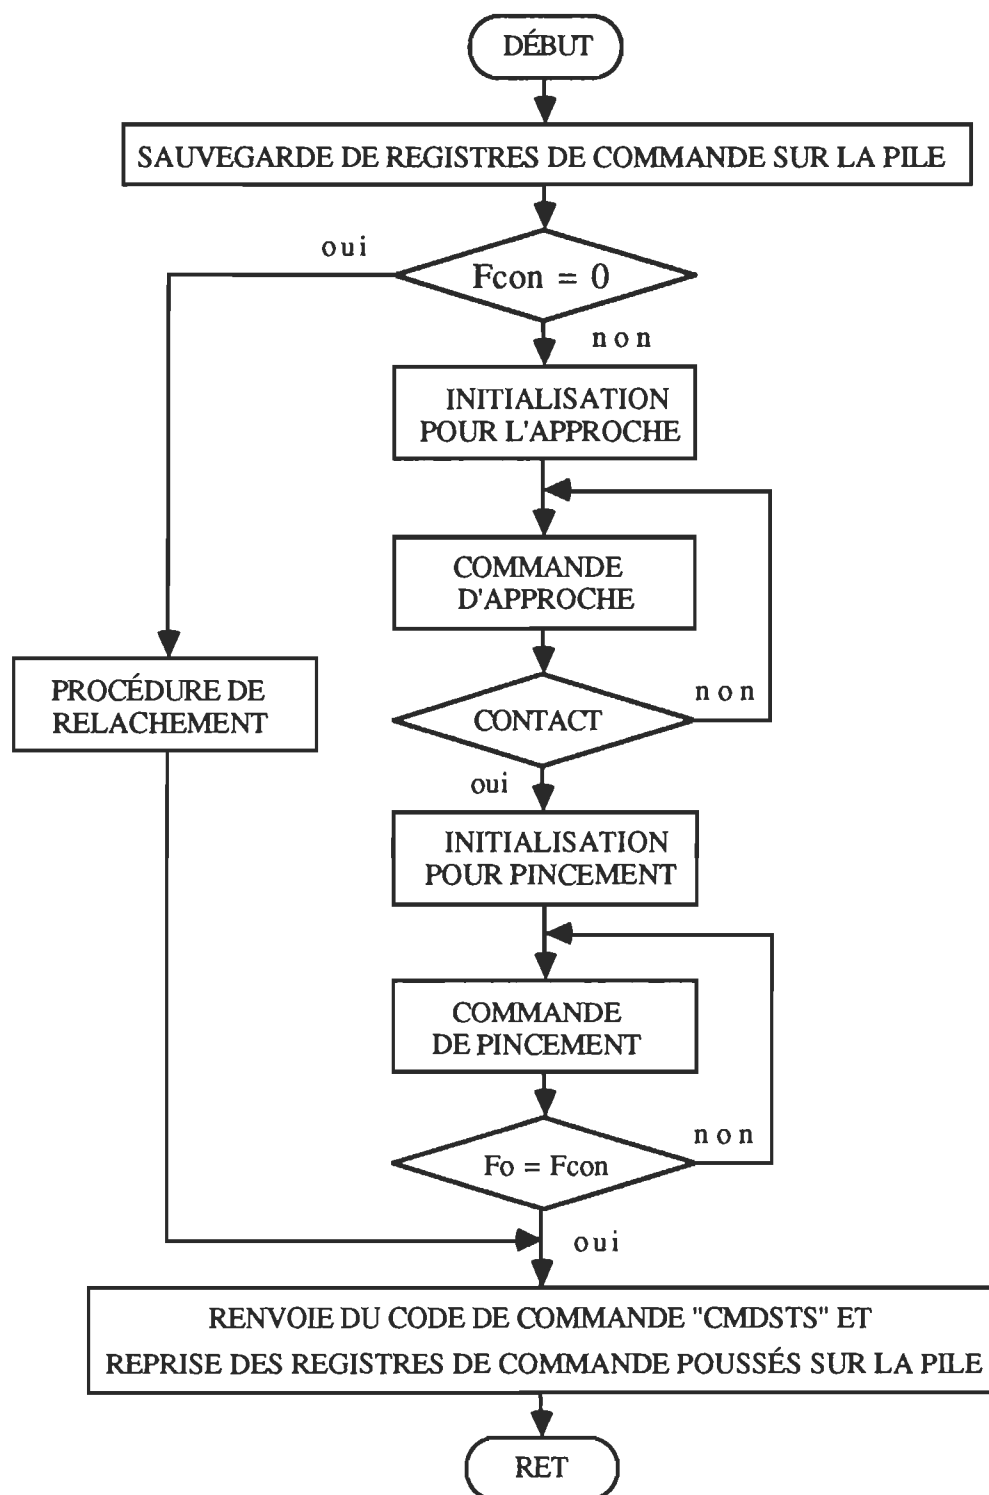 DÉBUT
SAUVEGARDE DE REGISTRES DE COMMANDE SUR LA PILE
oui
Fcon = 0
non
INITIALISATION
POUR L'APPROCHE
COMMANDE
D'APPROCHE
PROCÉDURE DE
RELACHEMENT
CONTACT
non
oui
INITIALISATION
POUR PINCEMENT
COMMANDE
DE PINCEMENT
non
Fo = Fcon
oui
RENVOIE DU CODE DE COMMANDE "CMDSTS" ET
REPRISE DES REGISTRES DE COMMANDE POUSSÉS SUR LA PILE
RET